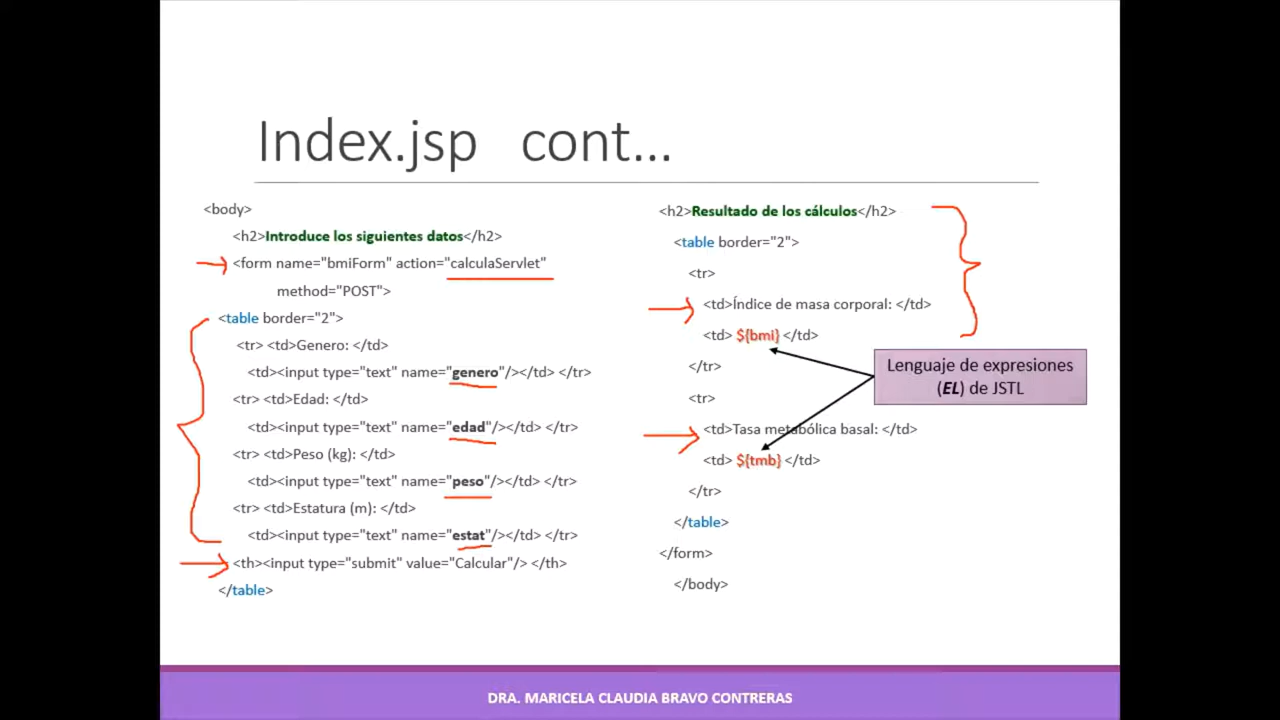 Index.jsp cont...
<body>
<h2>Introduce los siguientes datos</h2>
<form name="bmiForm" action="calculaServlet"
method="POST">
<table border="2">
<tr> <td>Genero: </td>
<td><input type="text" name="genero"/></td> </tr>
<tr> <td>Edad: </td>
<td><input type="text" name="edad"/></td> </tr>
<tr> <td>Peso (kg): </td>
<td><input type="text" name="peso"/></td> </tr>
<tr> <td>Estatura (m): </td>
<td><input type="text" name="estat"/></td> </tr>
<th><input type="submit" value="Calcular"/> </th>
</table>
<h2>Resultado de los cálculos</h2>
<table border="2">
<tr>
<td>Índice de masa corporal: </td>
<td> ${bmi} </td>
</tr>
<tr>
<td>Tasa metabólica basal: </td>
<td> ${tmb} </td>
</tr>
</table>
</form>
</body>
Lenguaje de expresiones
(EL) de JSTL
DRA. MARICELA CLAUDIA BRAVO CONTRERAS